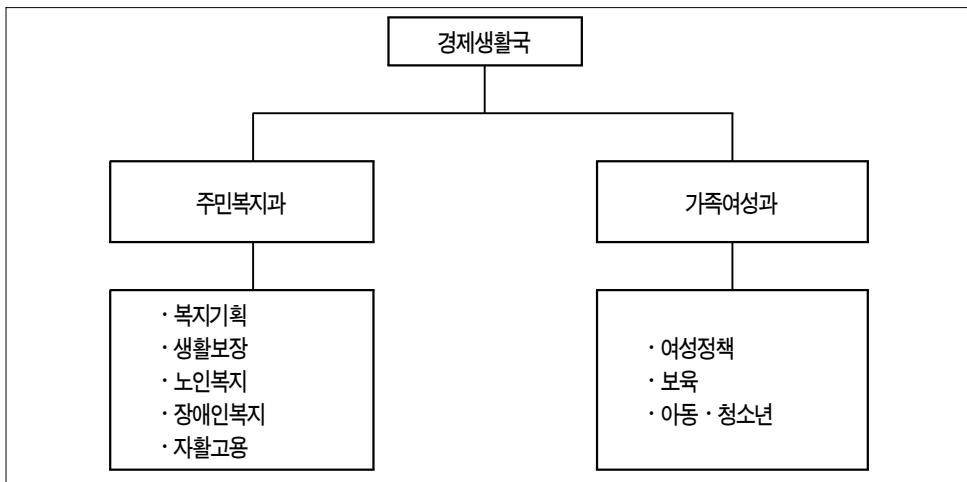 경제생활국
주민복지과
가족여성과
· 복지기획
· 생활보장
· 노인복지
· 장애인복지
· 자활고용
· 여성정책
· 보육
· 아동 · 청소년